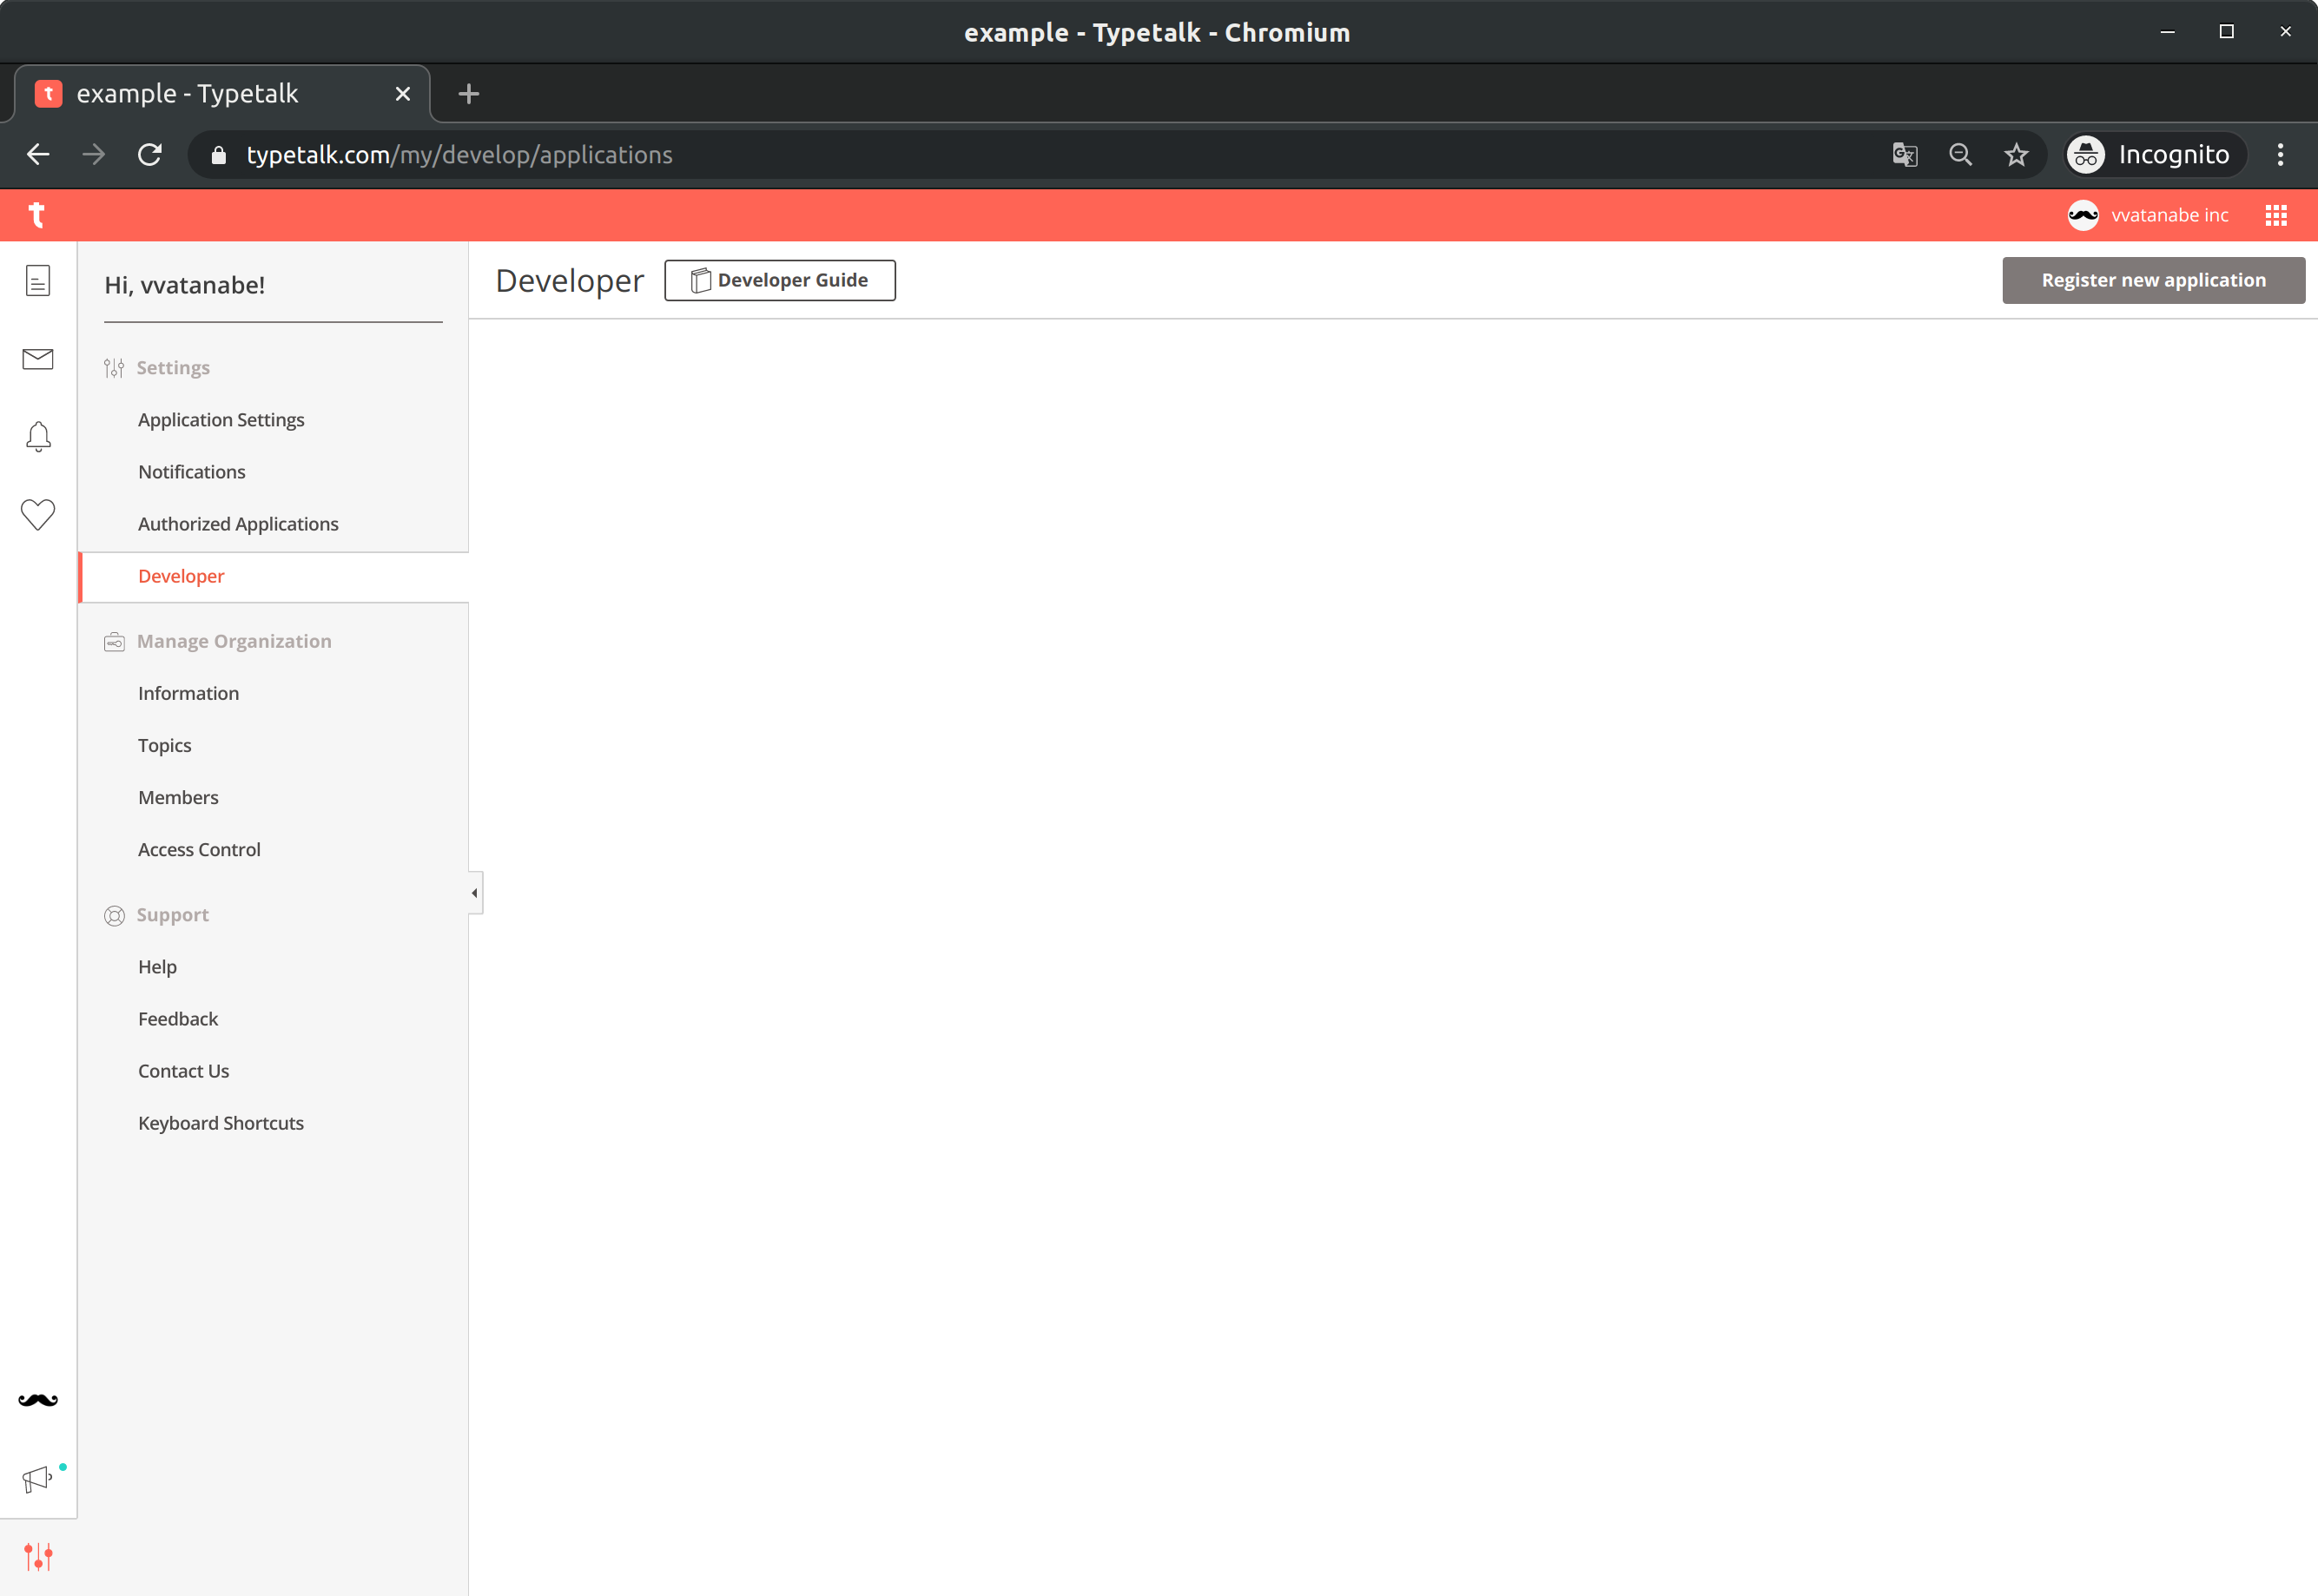 example - Typetalk - Chromium
t example - Typetalk
typetalk.com/my/develop/applications
Incognito
t
vvatanabe inc
Hi, vvatanabe!
Developer
Developer Guide
Register new application
Settings
Application Settings
Notifications
Authorized Applications
Developer
Manage Organization
Information
Topics
Members
Access Control
Support
Help
Feedback
Contact Us
Keyboard Shortcuts